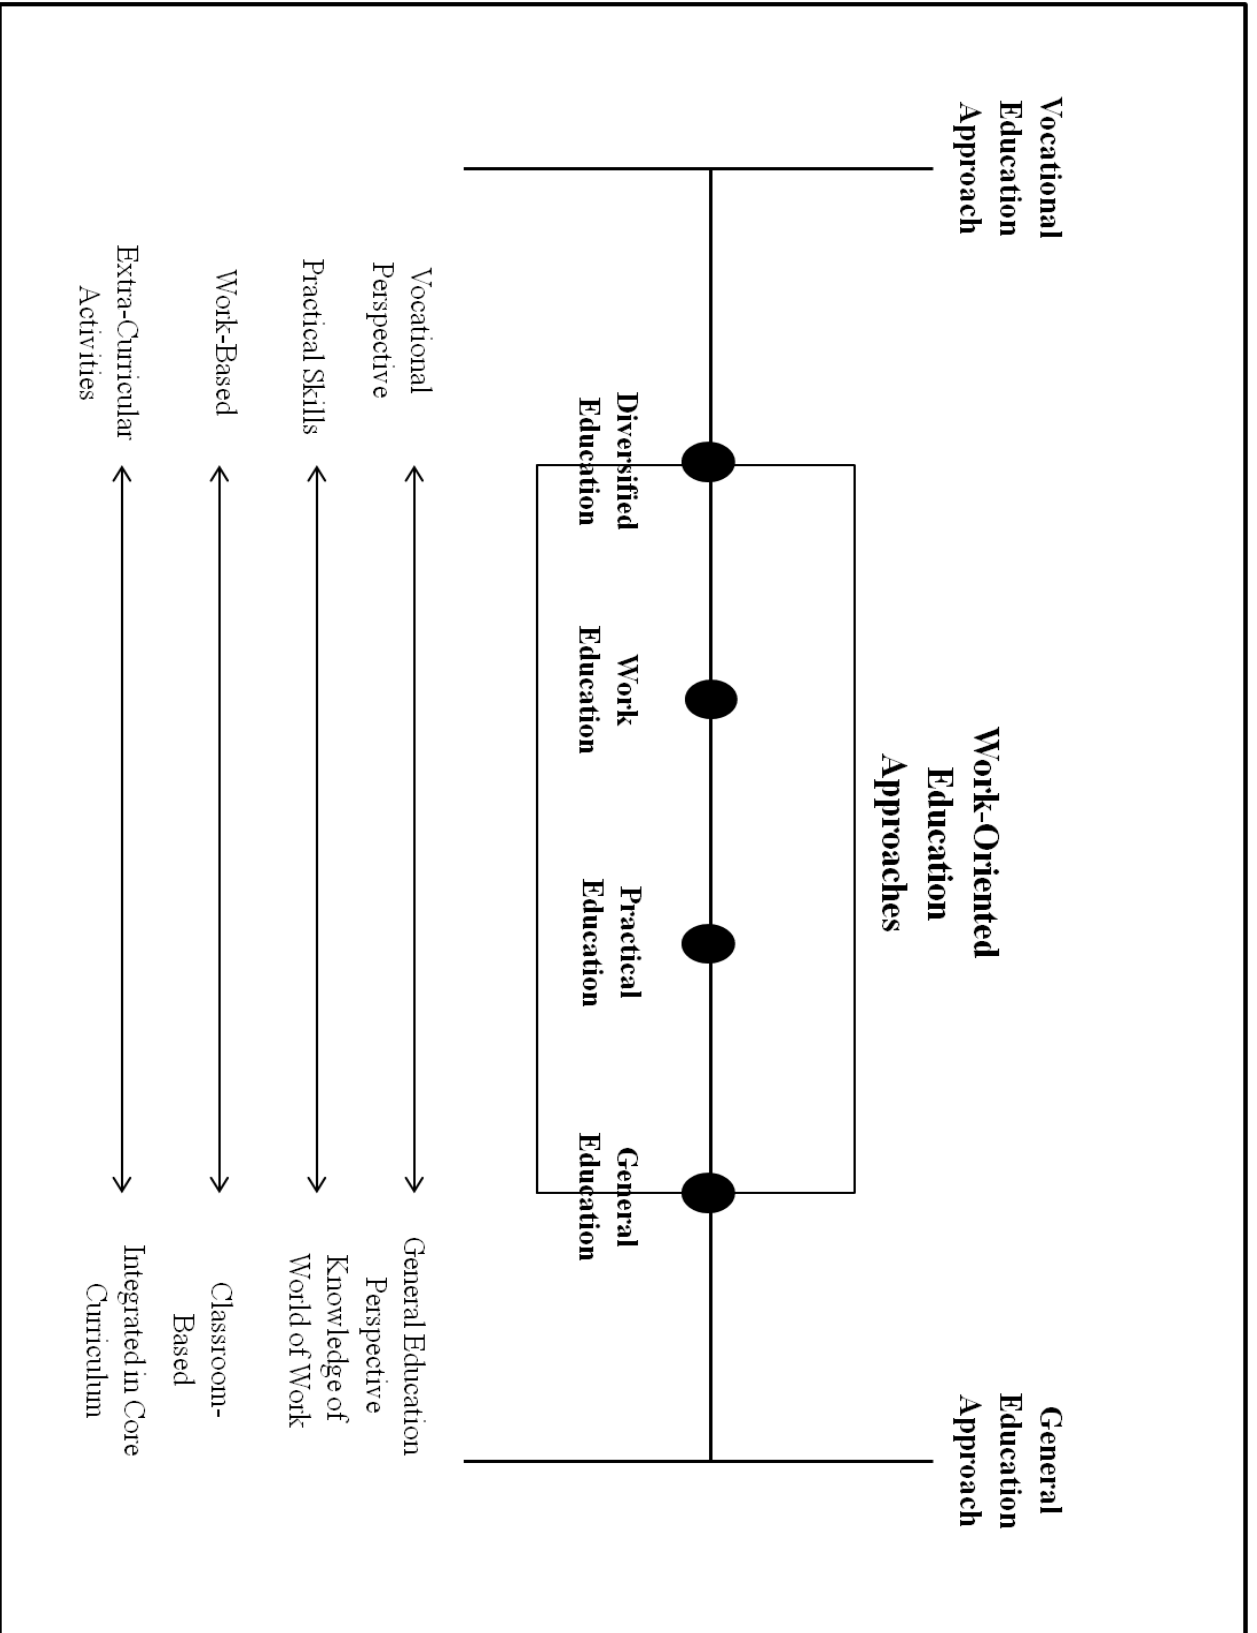 Vocational
Education
Approach
Work-Oriented
Education
Approaches
General
Education
Approach
Diversified
Education
Work
Education
Practical
Education
General
Education
Vocational
Perspective
General Education
Perspective
Practical Skills
Knowledge of
World of Work
Work-Based
Classroom-
Based
Extra-Curricular
Activities
Integrated in Core
Curriculum